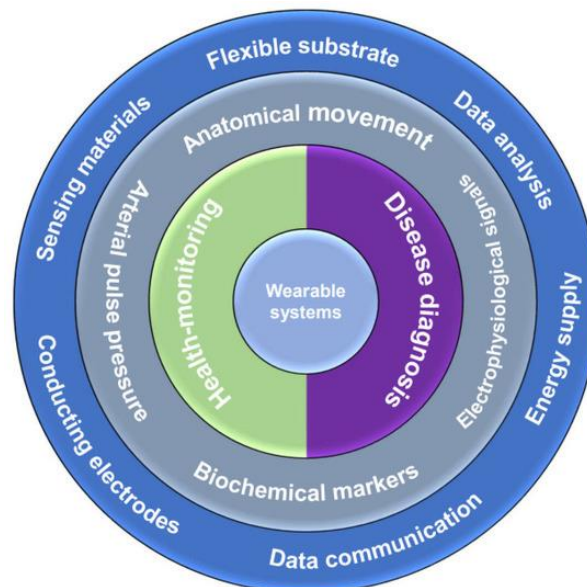 Flexible substrate
Data analysis
Energy supply
Data communication
Conducting electrodes
Sensing materials
Anatomical movement
Electrophysiological signals
Biochemical markers
Arterial pulse pressure
Health-monitoring
Disease diagnosis
Wearable
systems